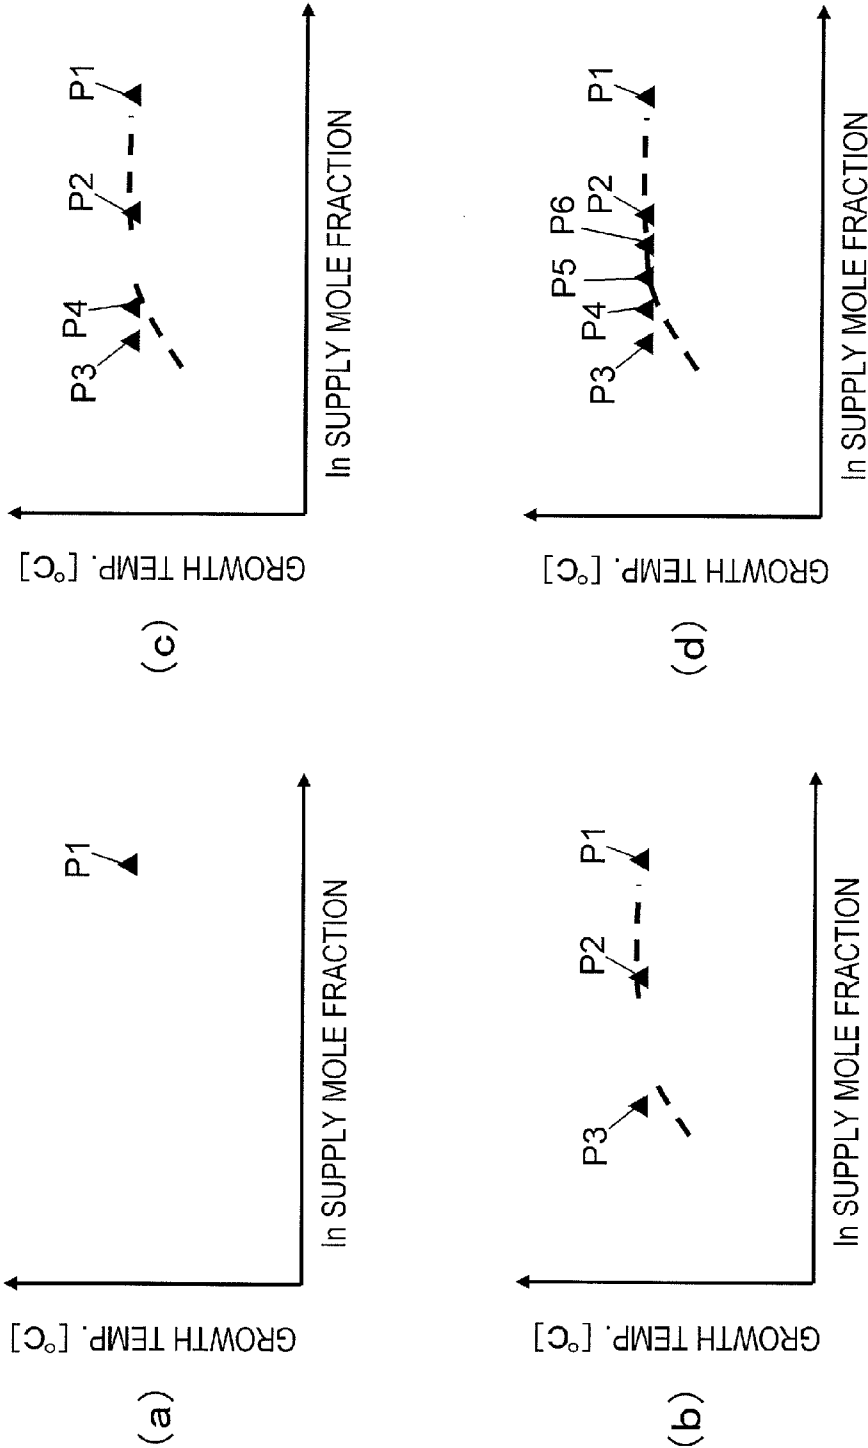 (a)
GROWTH TEMP. [°C]
P1
In SUPPLY MOLE FRACTION
(b)
GROWTH TEMP. [°C]
P3
P2
P1
In SUPPLY MOLE FRACTION
(c)
GROWTH TEMP. [°C]
P3
P4
P2
P1
In SUPPLY MOLE FRACTION
(d)
GROWTH TEMP. [°C]
P3
P4
P5
P6
P2
P1
In SUPPLY MOLE FRACTION